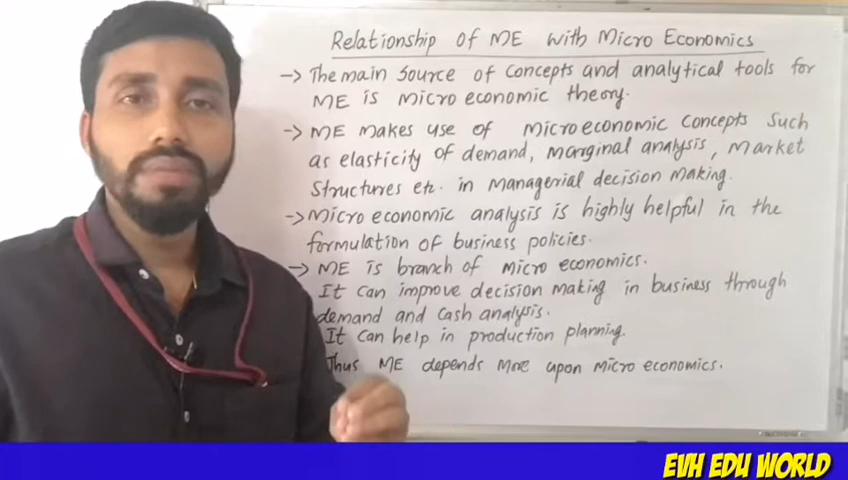 Relationship of ME with Micro Economics
→ The main source of concepts and analytical tools for
ME is micro economic theory.
→ ME makes use of microeconomic concepts such
as elasticity of demand, marginal analysis, market
structures etc. in managerial decision making.
→ micro economic analysis is highly helpful in the
formulation of business policies.
→ ME is branch of micro economics.
It can improve decision making in business through
demand and cash analysis.
It can help in production planning.
Thus ME depends more upon micro economics.
EVH EDU WORLD